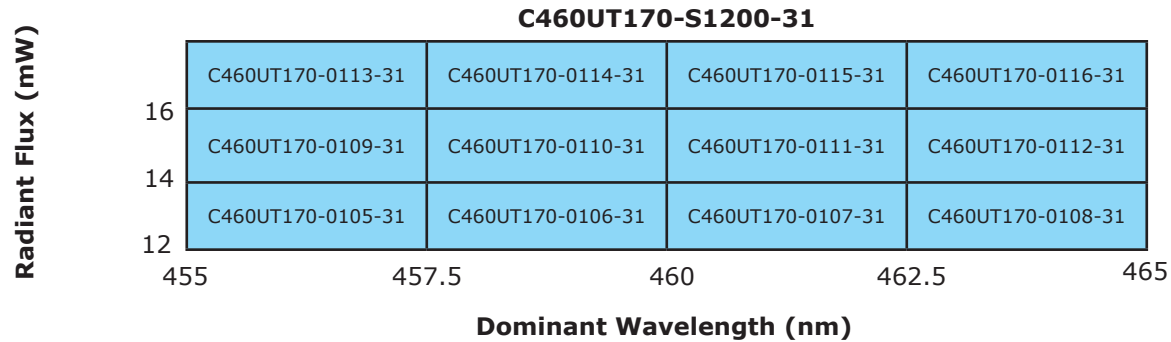 C460UT170-S1200-31
Radiant Flux (mW)
C460UT170-0113-31 C460UT170-0114-31 C460UT170-0115-31 C460UT170-0116-31
16
C460UT170-0109-31 C460UT170-0110-31 C460UT170-0111-31 C460UT170-0112-31
14
C460UT170-0105-31 C460UT170-0106-31 C460UT170-0107-31 C460UT170-0108-31
12
455 457.5 460 462.5 465
Dominant Wavelength (nm)